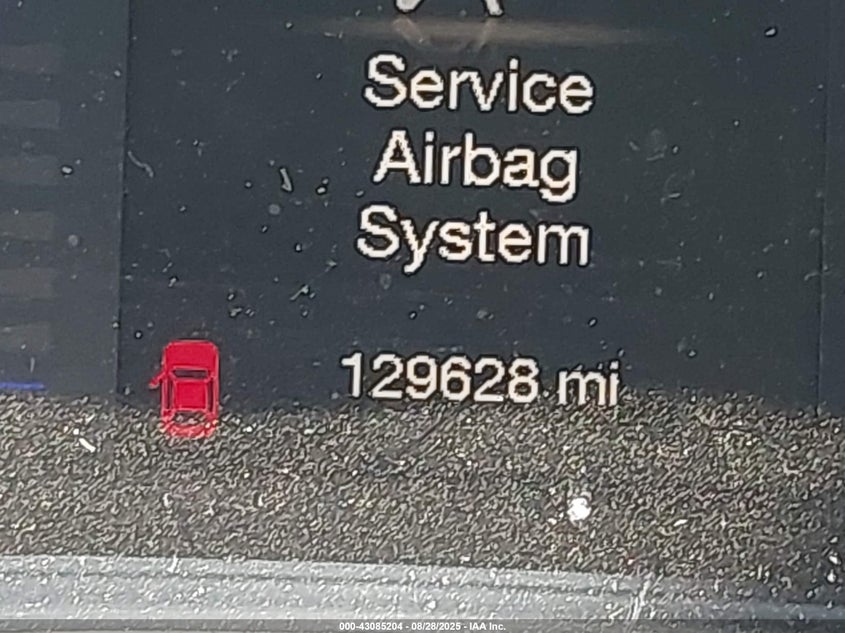 Service
Airbag
System
129628 mi
000-43085204 - 08/28/2025 - IAA Inc.